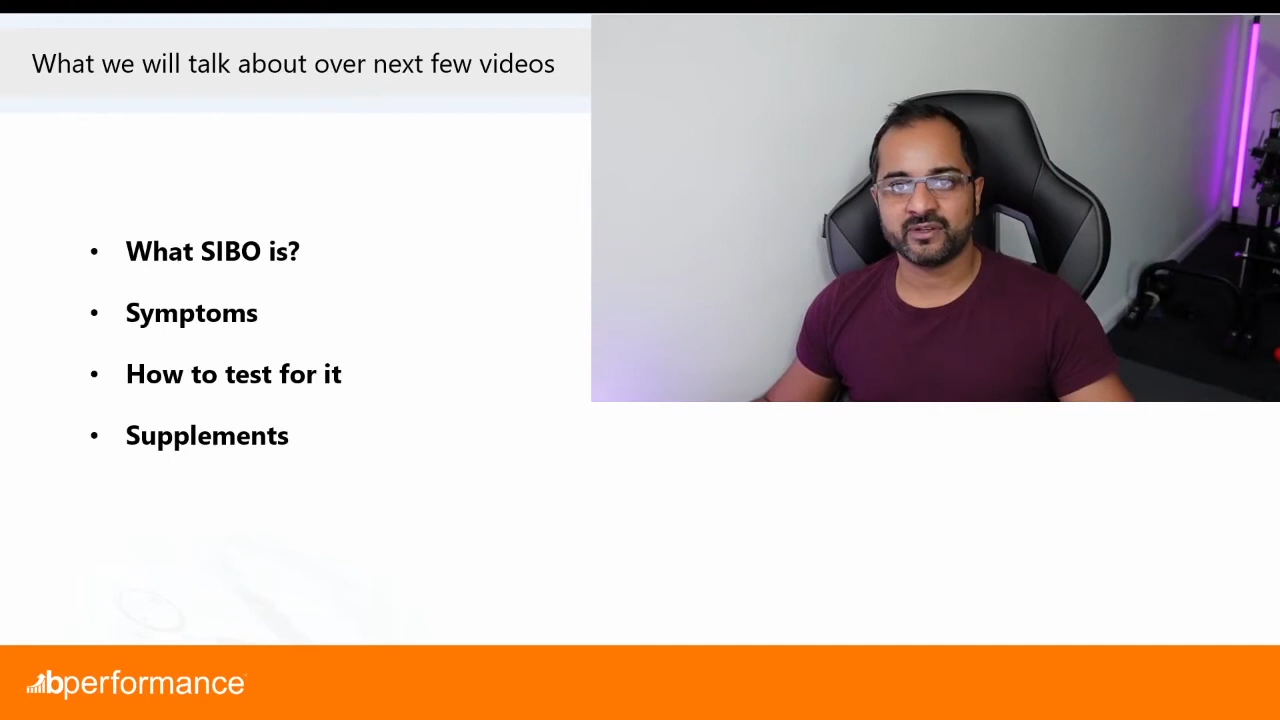 What we will talk about over next few videos
• What SIBO is?
• Symptoms
• How to test for it
• Supplements
bperformance